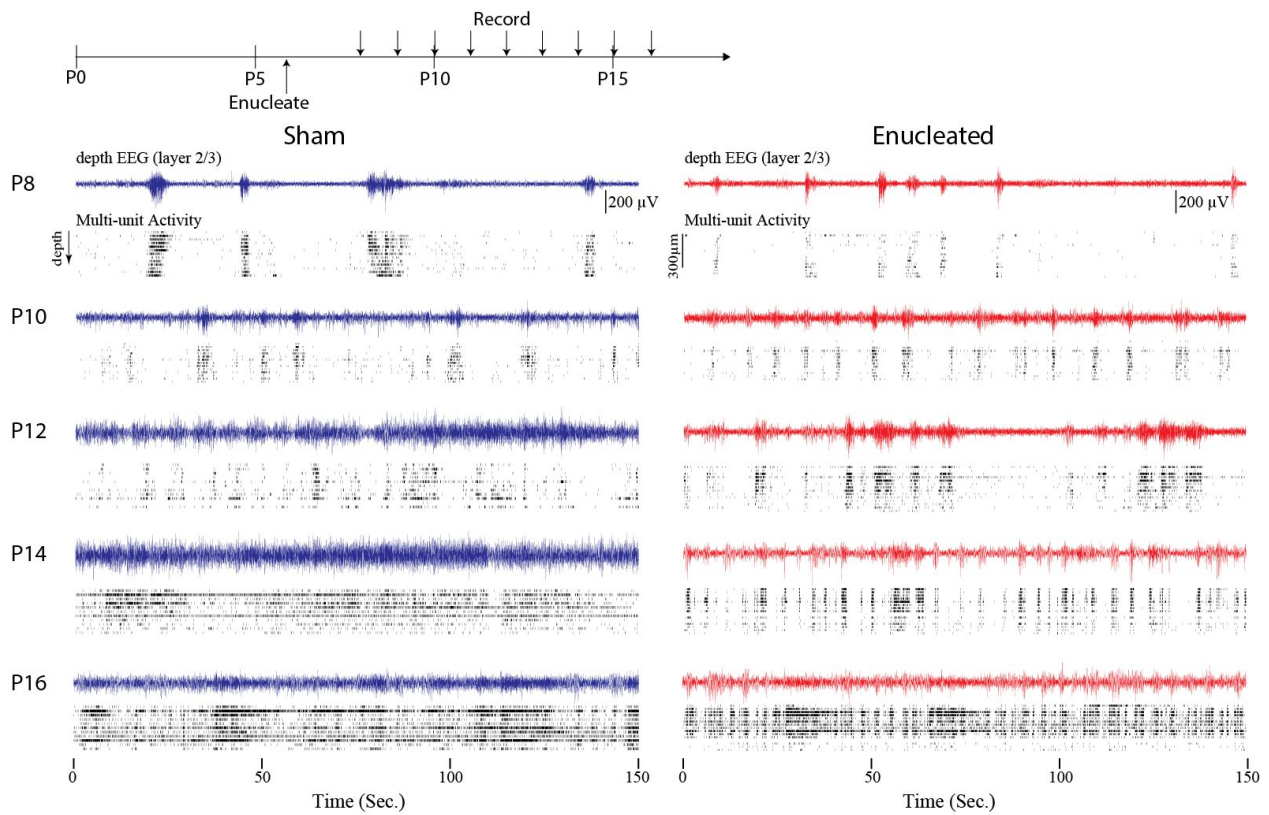 Record
P0
P5
P10
P15
Enucleate
Sham
Enucleated
depth EEG (layer 2/3)
depth EEG (layer 2/3)
P8
200 µV
200 µV
Multi-unit Activity
Multi-unit Activity
depth
300µm
P10
P12
P14
P16
0
50
100
150
0
50
100
150
Time (Sec.)
Time (Sec.)